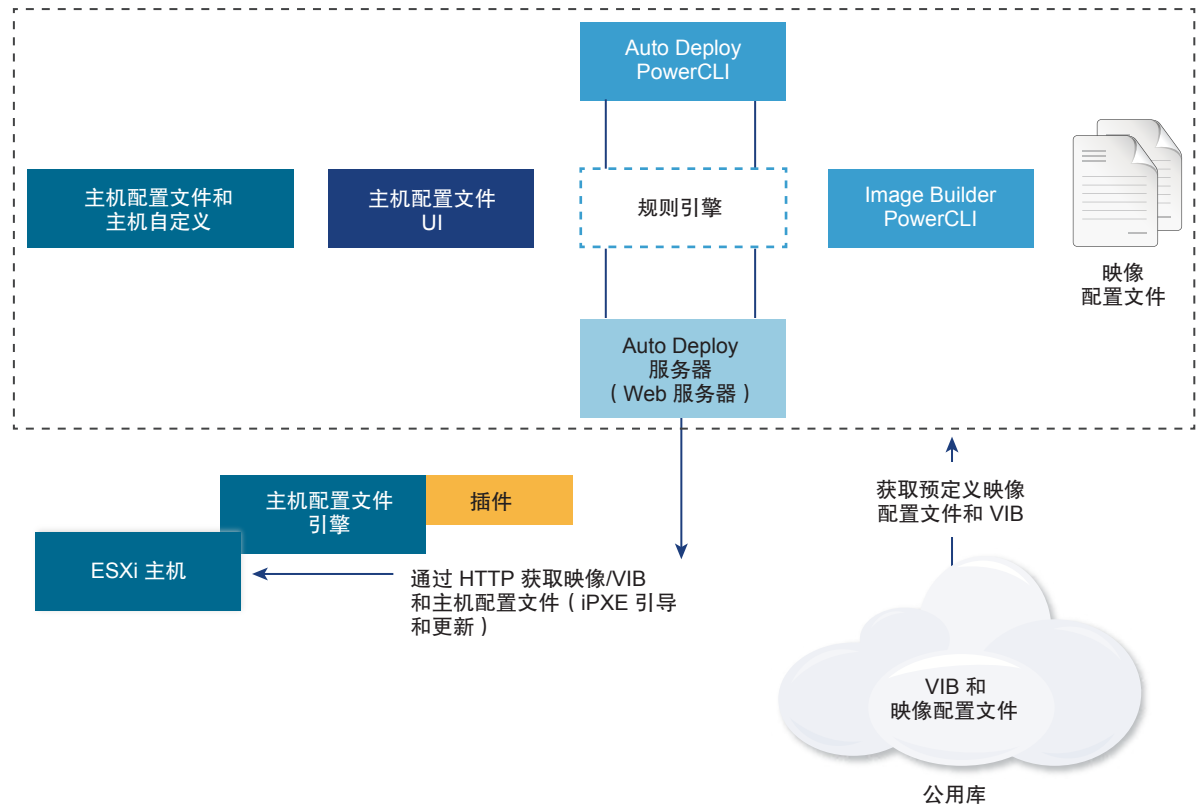 Auto Deploy
PowerCLI
主机配置文件和
主机自定义
主机配置文件
UI
规则引擎
Image Builder
PowerCLI
映像
配置文件
Auto Deploy
服务器
（Web 服务器）
主机配置文件
引擎
插件
ESXi 主机
通过 HTTP 获取映像/VIB
和主机配置文件（iPXE 引导
和更新）
获取预定义映像
配置文件和 VIB
VIB 和
映像配置文件
公用库